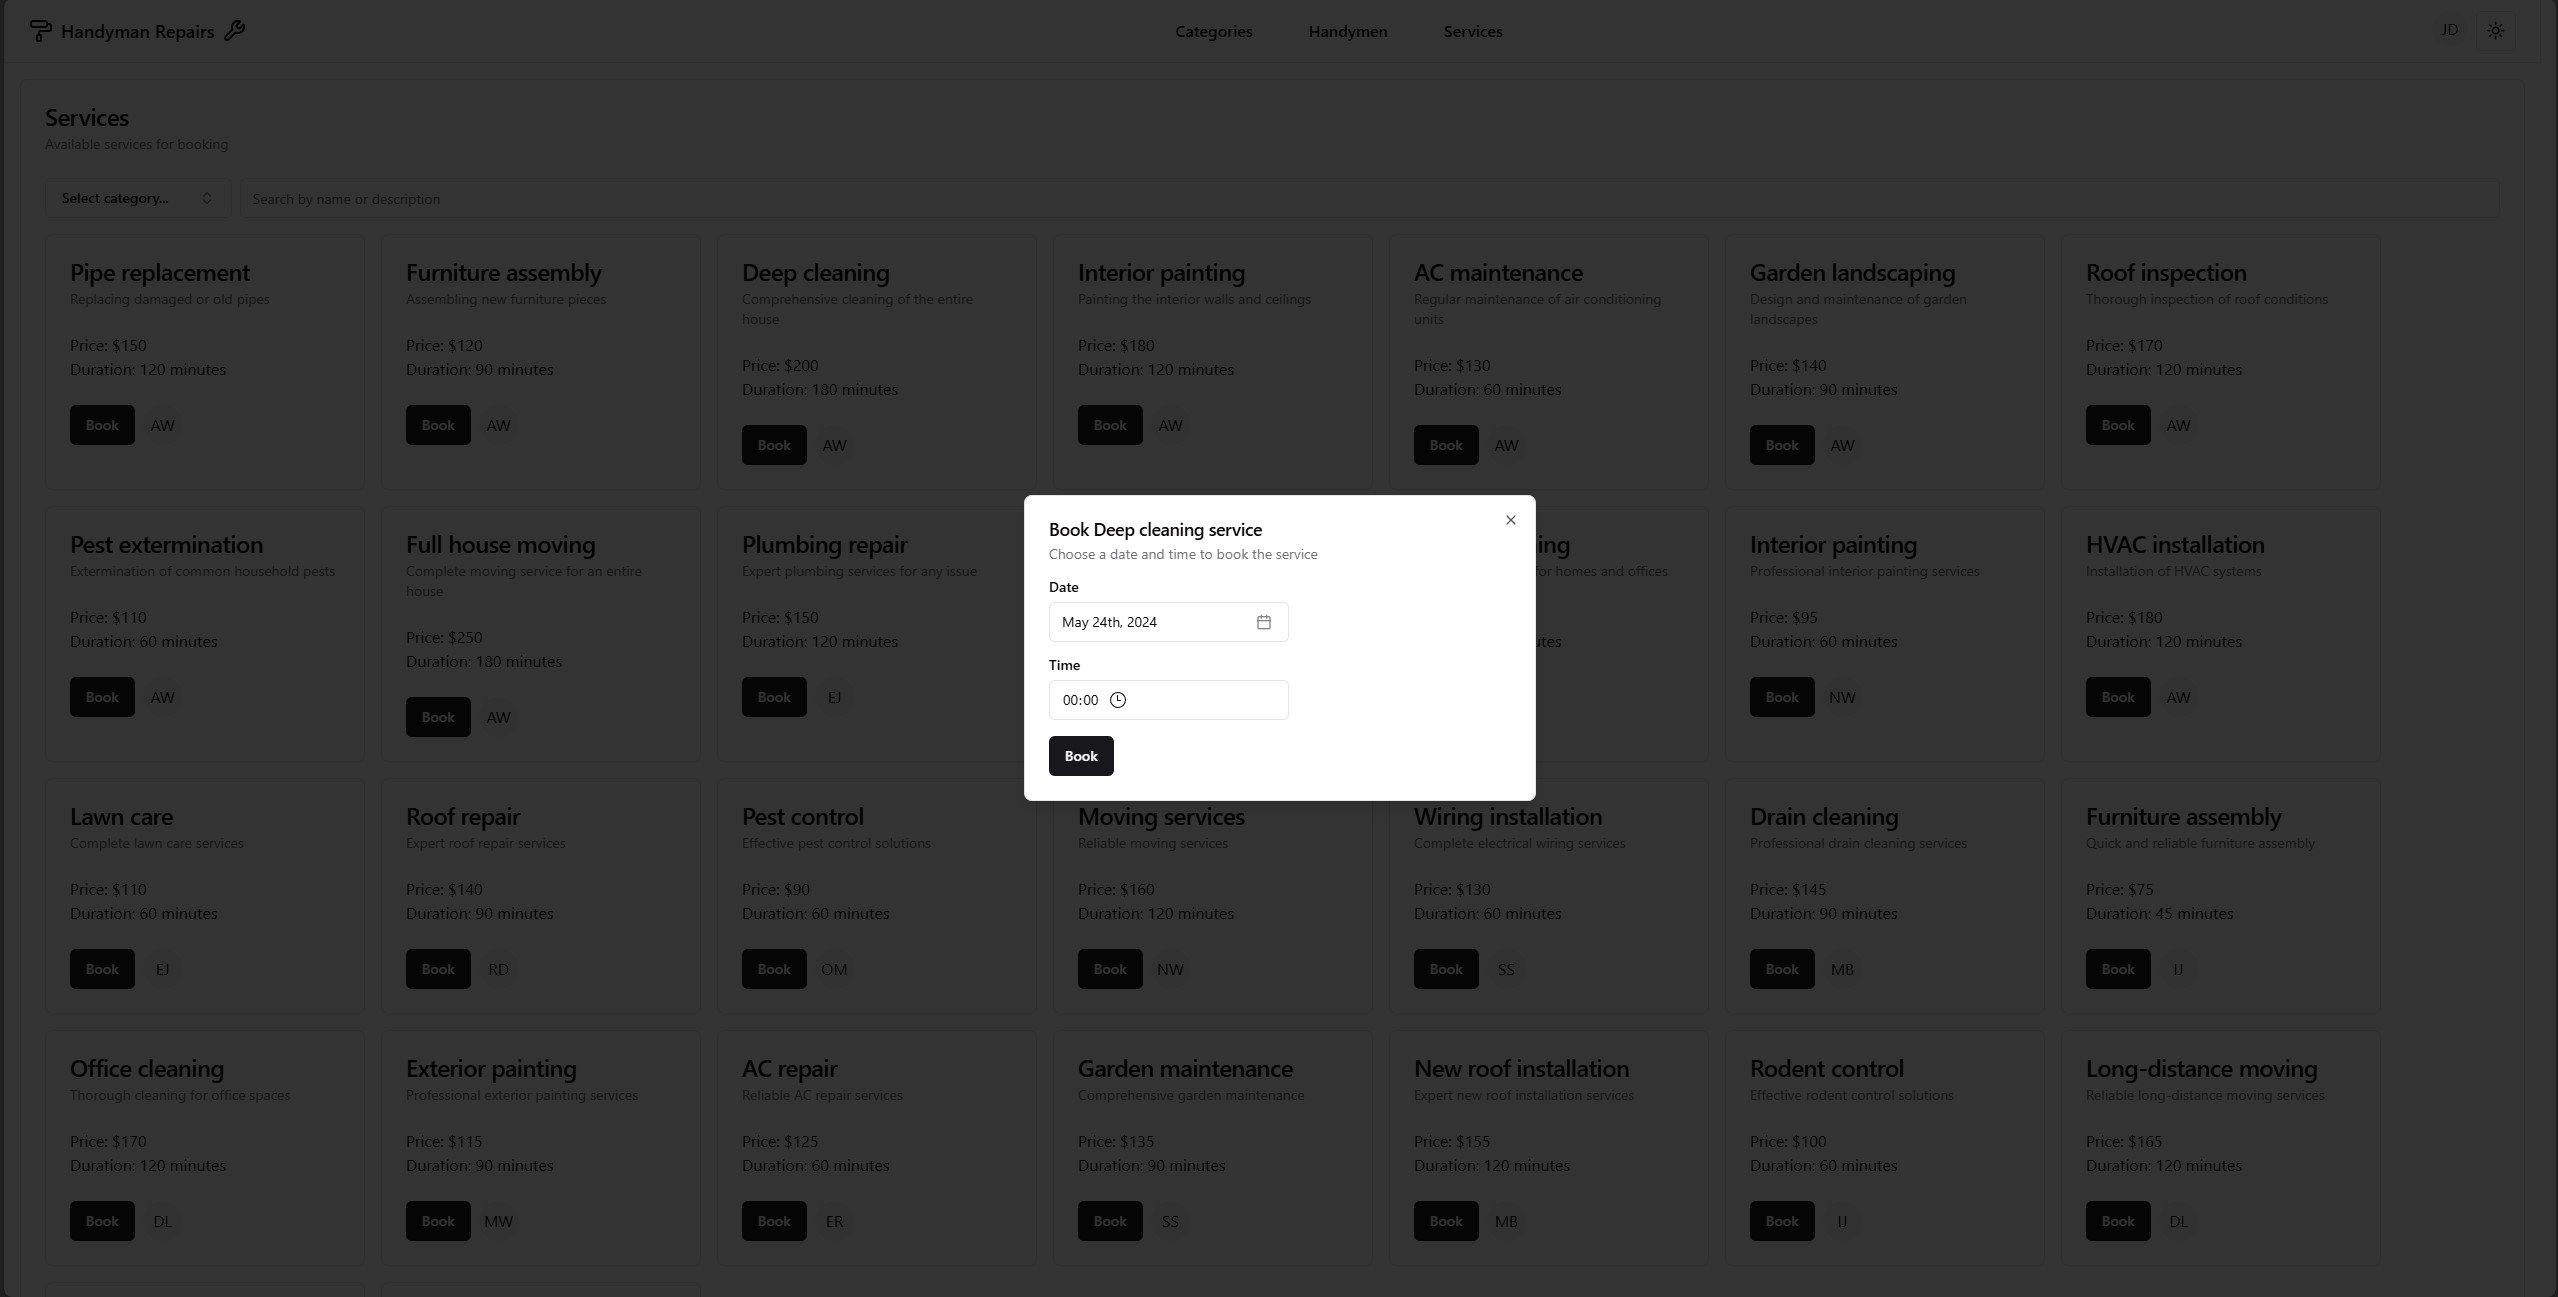 Handyman Repairs
Categories
Handymen
Services
JD
Services
Available services for booking
Select category...
Search by name or description
Pipe replacement
Replacing damaged or old pipes
Price: $150
Duration: 120 minutes
Book
AW
Furniture assembly
Assembling new furniture pieces
Price: $120
Duration: 90 minutes
Book
AW
Deep cleaning
Comprehensive cleaning of the entire
house
Price: $200
Duration: 180 minutes
Book
AW
Interior painting
Painting the interior walls and ceilings
Price: $180
Duration: 120 minutes
Book
AW
AC maintenance
Regular maintenance of air conditioning
units
Price: $130
Duration: 60 minutes
Book
AW
Garden landscaping
Design and maintenance of garden
landscapes
Price: $140
Duration: 90 minutes
Book
AW
Roof inspection
Thorough inspection of roof conditions
Price: $170
Duration: 120 minutes
Book
AW
Pest extermination
Extermination of common household pests
Price: $110
Duration: 60 minutes
Book
AW
Full house moving
Complete moving service for an entire
house
Price: $250
Duration: 180 minutes
Book
AW
Plumbing repair
Expert plumbing services for any issue
Price: $150
Duration: 120 minutes
Book
EJ
Book Deep cleaning service
Choose a date and time to book the service
Date
May 24th, 2024
Time
00:00
Book
ing
for homes and offices
utes
Interior painting
Professional interior painting services
Price: $95
Duration: 60 minutes
Book
NW
HVAC installation
Installation of HVAC systems
Price: $180
Duration: 120 minutes
Book
AW
Lawn care
Complete lawn care services
Price: $110
Duration: 60 minutes
Book
EJ
Roof repair
Expert roof repair services
Price: $140
Duration: 90 minutes
Book
RD
Pest control
Effective pest control solutions
Price: $90
Duration: 60 minutes
Book
OM
Moving services
Reliable moving services
Price: $160
Duration: 120 minutes
Book
NW
Wiring installation
Complete electrical wiring services
Price: $130
Duration: 60 minutes
Book
SS
Drain cleaning
Professional drain cleaning services
Price: $145
Duration: 90 minutes
Book
MB
Furniture assembly
Quick and reliable furniture assembly
Price: $75
Duration: 45 minutes
Book
IJ
Office cleaning
Thorough cleaning for office spaces
Price: $170
Duration: 120 minutes
Book
DL
Exterior painting
Professional exterior painting services
Price: $115
Duration: 90 minutes
Book
MW
AC repair
Reliable AC repair services
Price: $125
Duration: 60 minutes
Book
ER
Garden maintenance
Comprehensive garden maintenance
Price: $135
Duration: 90 minutes
Book
SS
New roof installation
Expert new roof installation services
Price: $155
Duration: 120 minutes
Book
MB
Rodent control
Effective rodent control solutions
Price: $100
Duration: 60 minutes
Book
IJ
Long-distance moving
Reliable long-distance moving services
Price: $165
Duration: 120 minutes
Book
DL